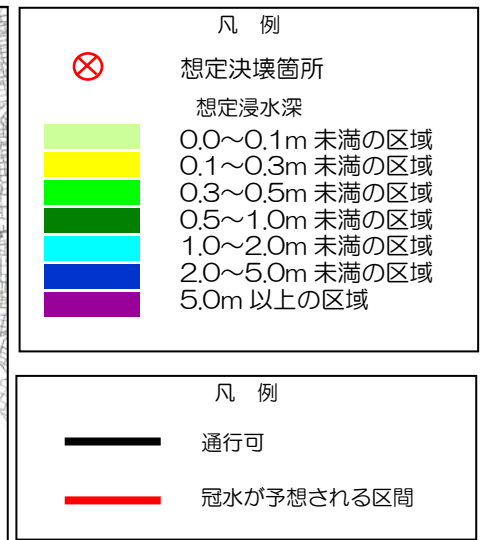 凡 例
想定決壊箇所
想定浸水深
0.0～0.1m 未満の区域
0.1～0.3m 未満の区域
0.3～0.5m 未満の区域
0.5～1.0m 未満の区域
1.0～2.0m 未満の区域
2.0～5.0m 未満の区域
5.0m 以上の区域
凡 例
通行可
冠水が予想される区間